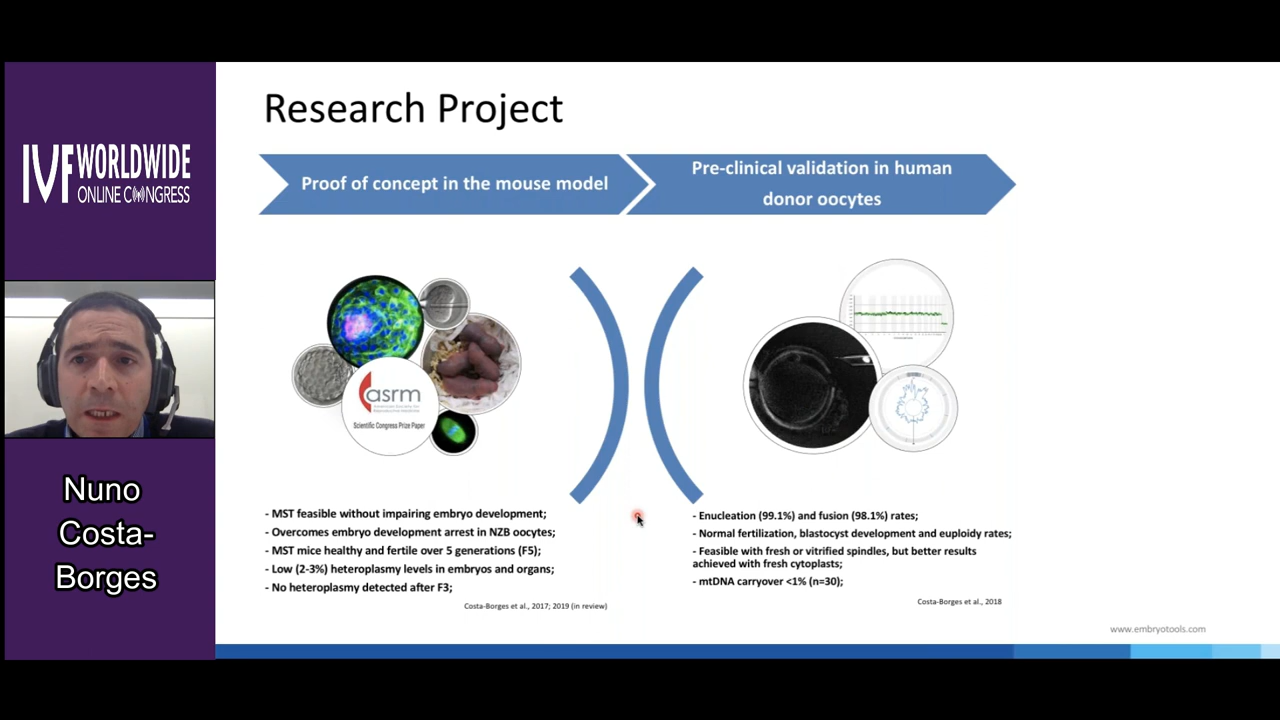 IVF WORLDWIDE
ONLINE CONGRESS
Nuno
Costa-
Borges
Research Project
Proof of concept in the mouse model
Pre-clinical validation in human
donor oocytes
asrm
Scientific Congress Prize Paper
- MST feasible without impairing embryo development;
- Overcomes embryo development arrest in NZB oocytes;
- MST mice healthy and fertile over 5 generations (F5);
- Low (2-3%) heteroplasmy levels in embryos and organs;
- No heteroplasmy detected after F3;
Costa-Borges et al., 2017; 2019 (in review)
- Enucleation (99.1%) and fusion (98.1%) rates;
- Normal fertilization, blastocyst development and euploidy rates;
- Feasible with fresh or vitrified spindles, but better results
achieved with fresh cytoplasts;
- mtDNA carryover <1% (n=30);
Costa-Borges et al., 2018
www.embryotools.com